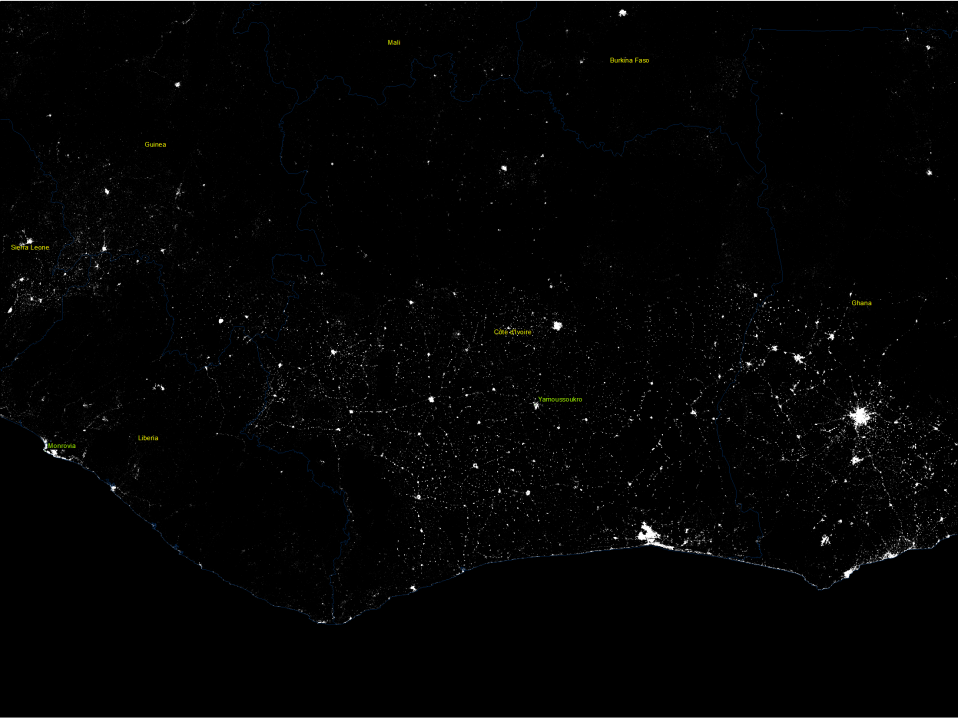 Mali
Burkina Faso
Guinea
Sierra Leone
Ghana
Côte d'Ivoire
Yamoussoukro
Liberia
Monrovia